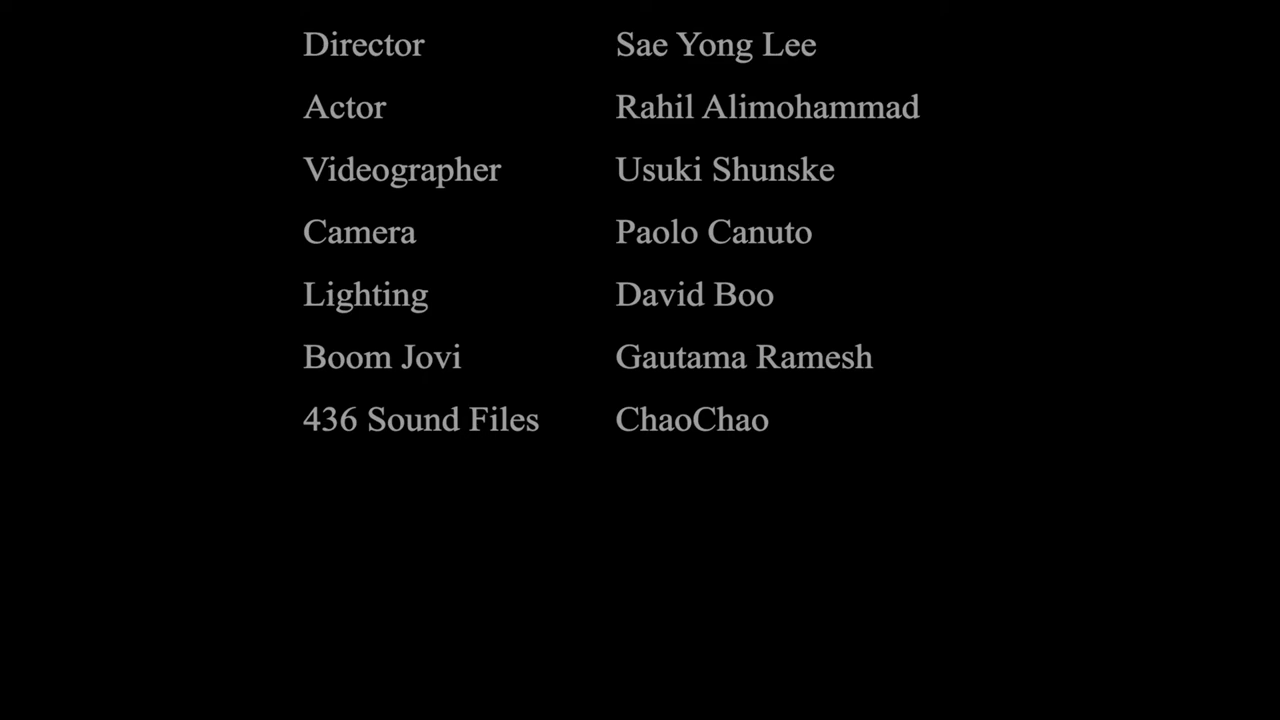 Director Sae Yong Lee
Actor Rahil Alimohammad
Videographer Usuki Shunske
Camera Paolo Canuto
Lighting David Boo
Boom Jovi Gautama Ramesh
436 Sound Files ChaoChao